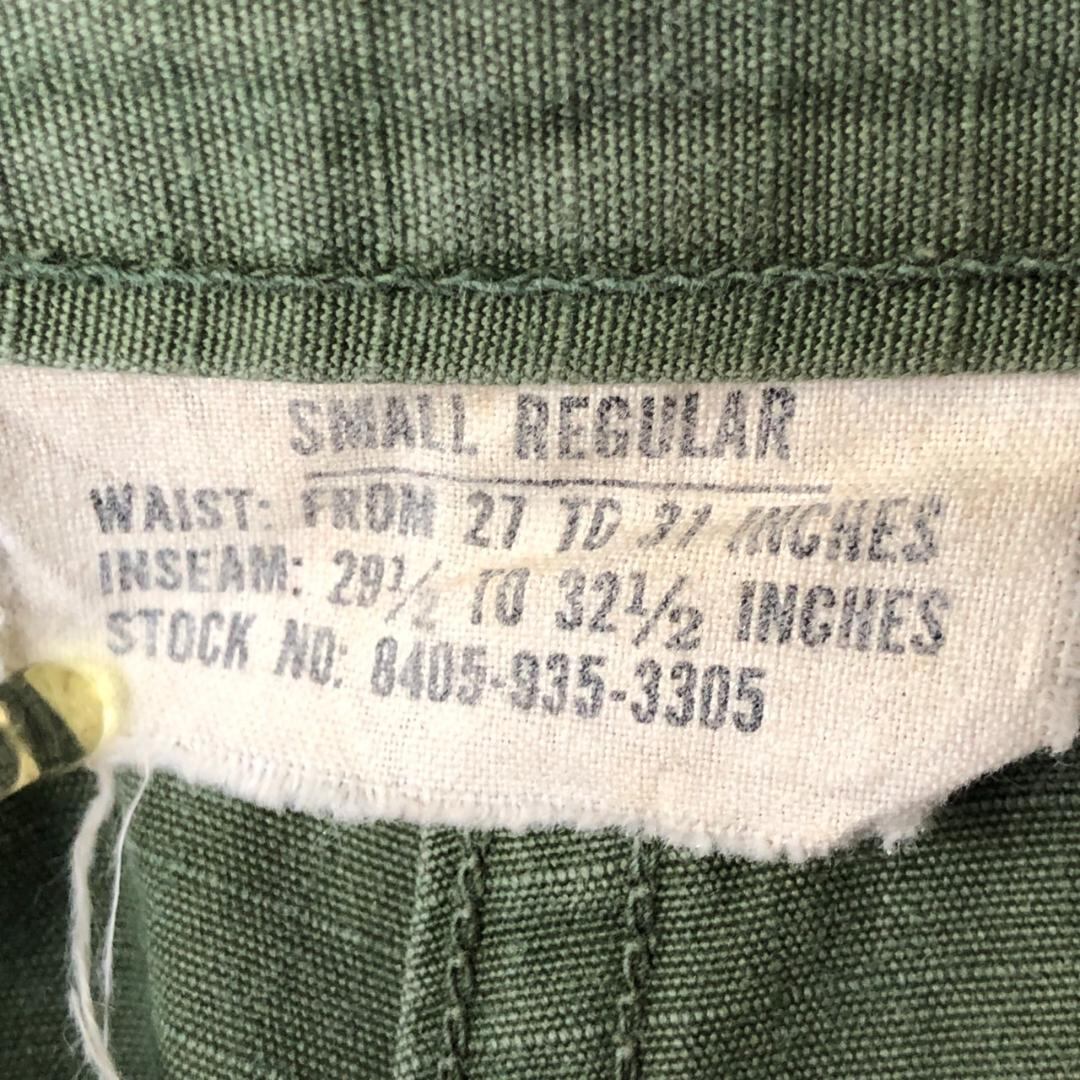 SMALL REGULAR
WAIST: FROM 27 TO 31 INCHES
INSEAM: 29½ TO 32½ INCHES
STOCK NO: 8405-935-3305